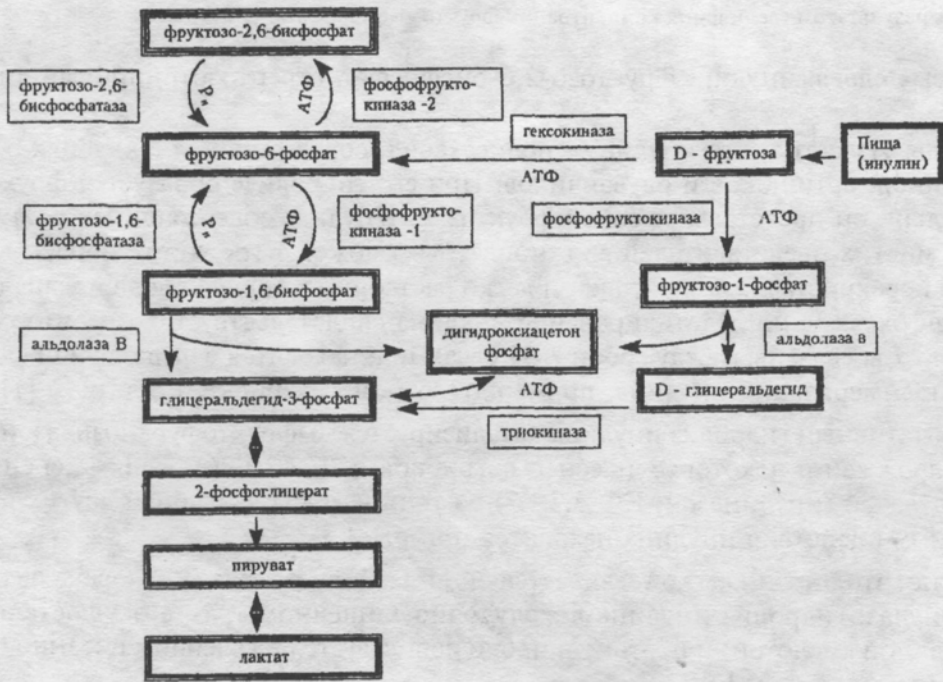 фруктозо-2,6-бисфосфат
фруктозо-2,6-
бисфосфатаза
АТФ
фосфофрукто-
киназа -2
гексокиназа
фруктозо-6-фосфат
АТФ
D - фруктоза
Пища
(инулин)
фруктозо-1,6-
бисфосфатаза
АТФ
фосфофрукто-
киназа -1
фосфофруктокиназа
АТФ
фруктозо-1,6-бисфосфат
фруктозо-1-фосфат
альдолаза В
дигидроксиацетон
фосфат
альдолаза в
АТФ
глицеральдегид-3-фосфат
D - глицеральдегид
триокиназа
2-фосфоглицерат
пируват
лактат